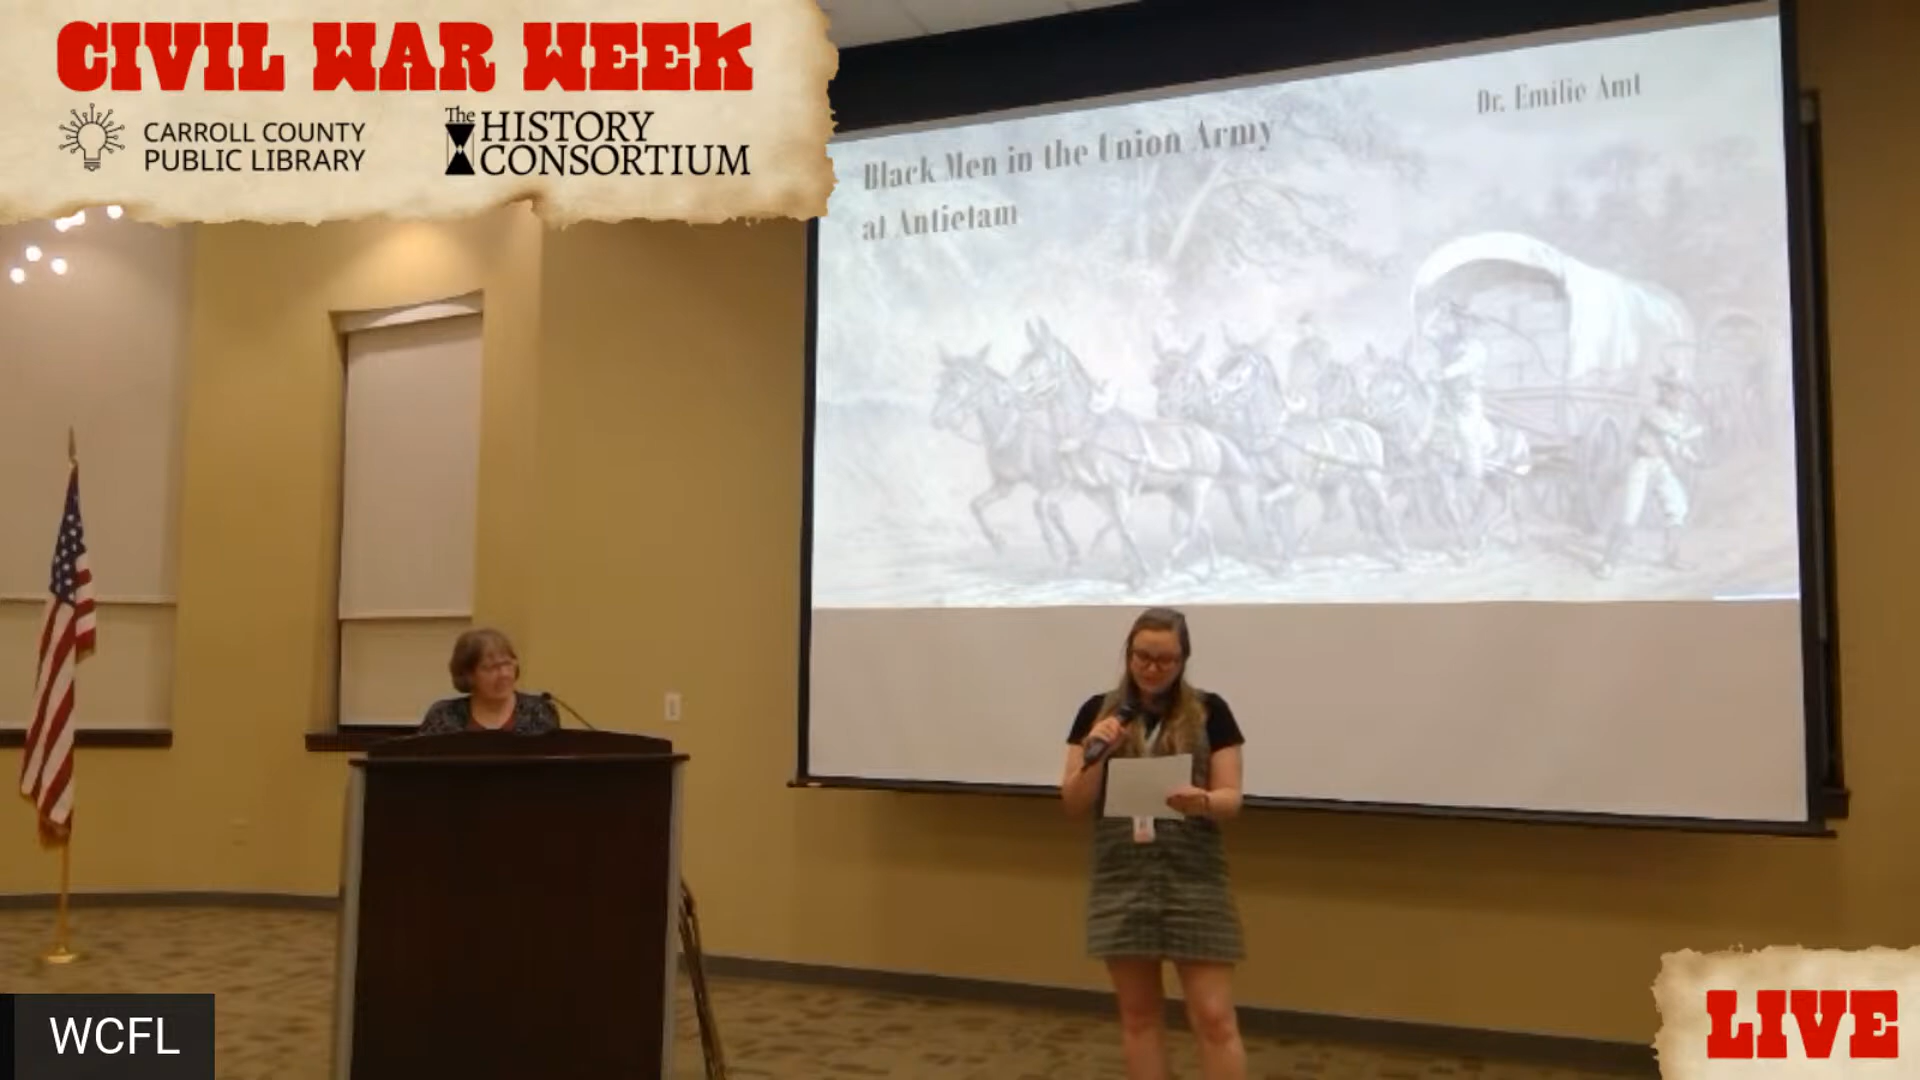 CIVIL WAR WEEK
CARROLL COUNTY
PUBLIC LIBRARY
The
HISTORY
CONSORTIUM
Dr. Emilie Amt
Black Men in the Union Army
at Antietam
WCFL
LIVE